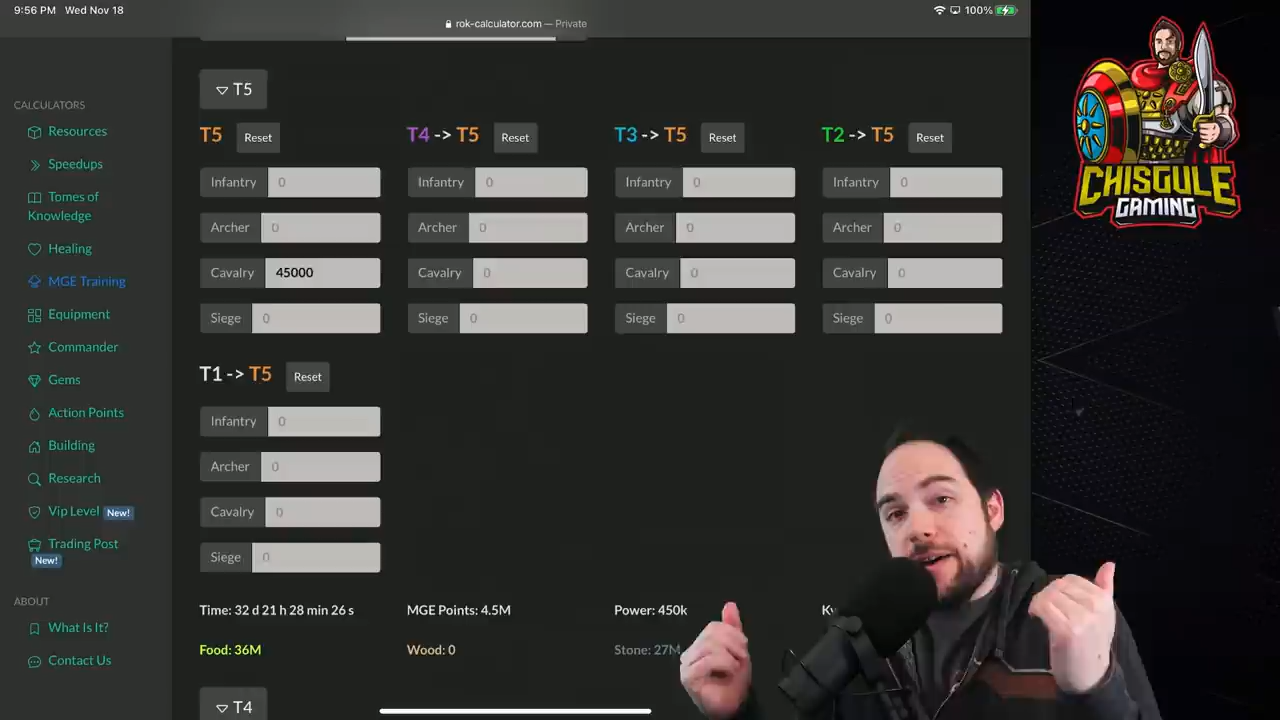 9:56 PM Wed Nov 18
100%
rok-calculator.com — Private
CALCULATORS
Resources
Speedups
Tomes of
Knowledge
Healing
MGE Training
Equipment
Commander
Gems
Action Points
Building
Research
Vip Level New!
Trading Post
New!
ABOUT
What Is It?
Contact Us
T5
T5 Reset
Infantry 0
Archer 0
Cavalry 45000
Siege 0
T4 -> T5 Reset
Infantry 0
Archer 0
Cavalry 0
Siege 0
T3 -> T5 Reset
Infantry 0
Archer 0
Cavalry 0
Siege 0
T2 -> T5 Reset
Infantry 0
Archer 0
Cavalry 0
Siege 0
T1 -> T5 Reset
Infantry 0
Archer 0
Cavalry 0
Siege 0
Time: 32 d 21 h 28 min 26 s
MGE Points: 4.5M
Power: 450k
Food: 36M
Wood: 0
Stone: 27M
T4
CHISGULE
GAMING